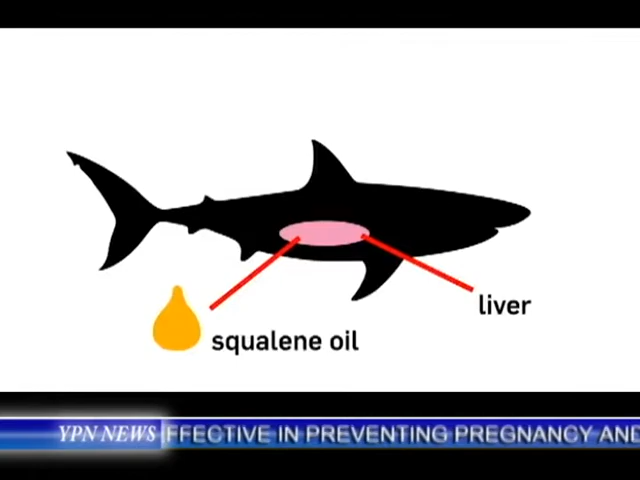 liver
squalene oil
YPN NEWS FFECTIVE IN PREVENTING PREGNANCY AND